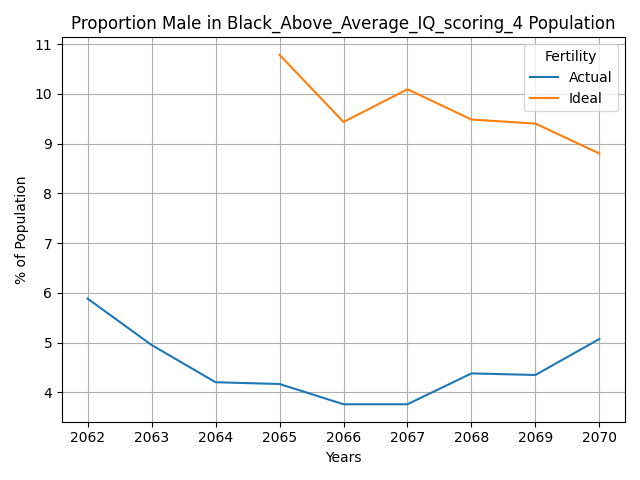 Proportion Male in Black_Above_Average_IQ_scoring_4 Population
Fertility
Actual
Ideal
% of Population
11
10
9
8
7
6
5
4
2062 2063 2064 2065 2066 2067 2068 2069 2070
Years